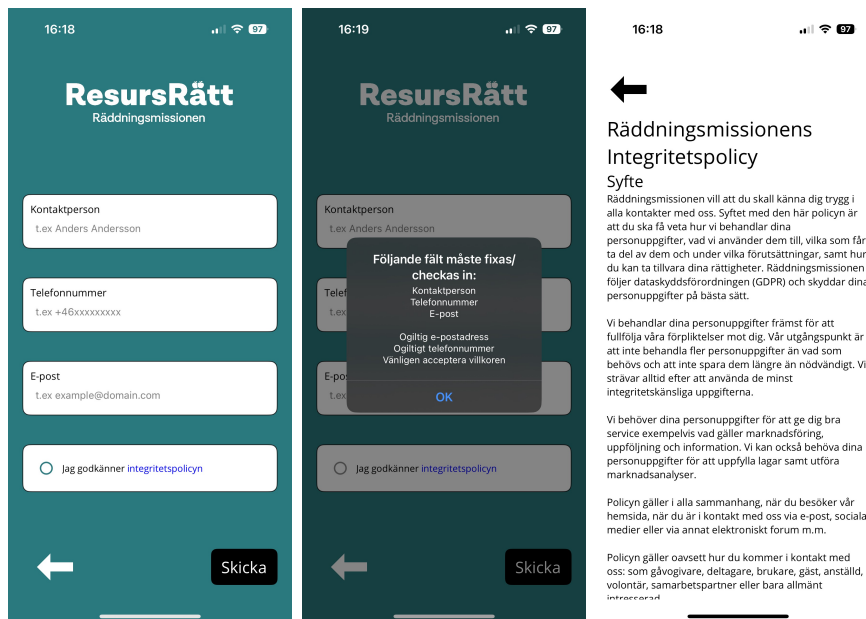 16:18
97
ResursRätt
Räddningsmissionen
Kontaktperson
t.ex Anders Andersson
Telefonnummer
t.ex +46xxxxxxxxx
E-post
t.ex example@domain.com
Jag godkänner integritetspolicyn
Skicka
16:19
97
ResursRätt
Räddningsmissionen
Kontaktperson
t.ex Anders Andersson
Telef
t.ex
E-pos
t.ex
Följande fält måste fixas/
checkas in:
Kontaktperson
Telefonnummer
E-post
Ogiltig e-postadress
Ogiltigt telefonnummer
Vänligen acceptera villkoren
OK
Jag godkänner integritetspolicyn
Skicka
16:18
97
Räddningsmissionens
Integritetspolicy
Syfte
Räddningsmissionen vill att du skall känna dig trygg i
alla kontakter med oss. Syftet med den här policyn är
att du ska få veta hur vi behandlar dina
personuppgifter, vad vi använder dem till, vilka som får
ta del av dem och under vilka förutsättningar, samt hur
du kan ta tillvara dina rättigheter. Räddningsmissionen
följer dataskyddsförordningen (GDPR) och skyddar dina
personuppgifter på bästa sätt.
Vi behandlar dina personuppgifter främst för att
fullfölja våra förpliktelser mot dig. Vår utgångspunkt är
att inte behandla fler personuppgifter än vad som
behövs och att inte spara dem längre än nödvändigt. Vi
strävar alltid efter att använda de minst
integritetskänsliga uppgifterna.
Vi behöver dina personuppgifter för att ge dig bra
service exempelvis vad gäller marknadsföring,
uppföljning och information. Vi kan också behöva dina
personuppgifter för att uppfylla lagar samt utföra
marknadsanalyser.
Policyn gäller i alla sammanhang, när du besöker vår
hemsida, när du är i kontakt med oss via e-post, sociala
medier eller via annat elektroniskt forum m.m.
Policyn gäller oavsett hur du kommer i kontakt med
oss: som gåvogivare, deltagare, brukare, gäst, anställd,
volontär, samarbetspartner eller bara allmänt
intresserad